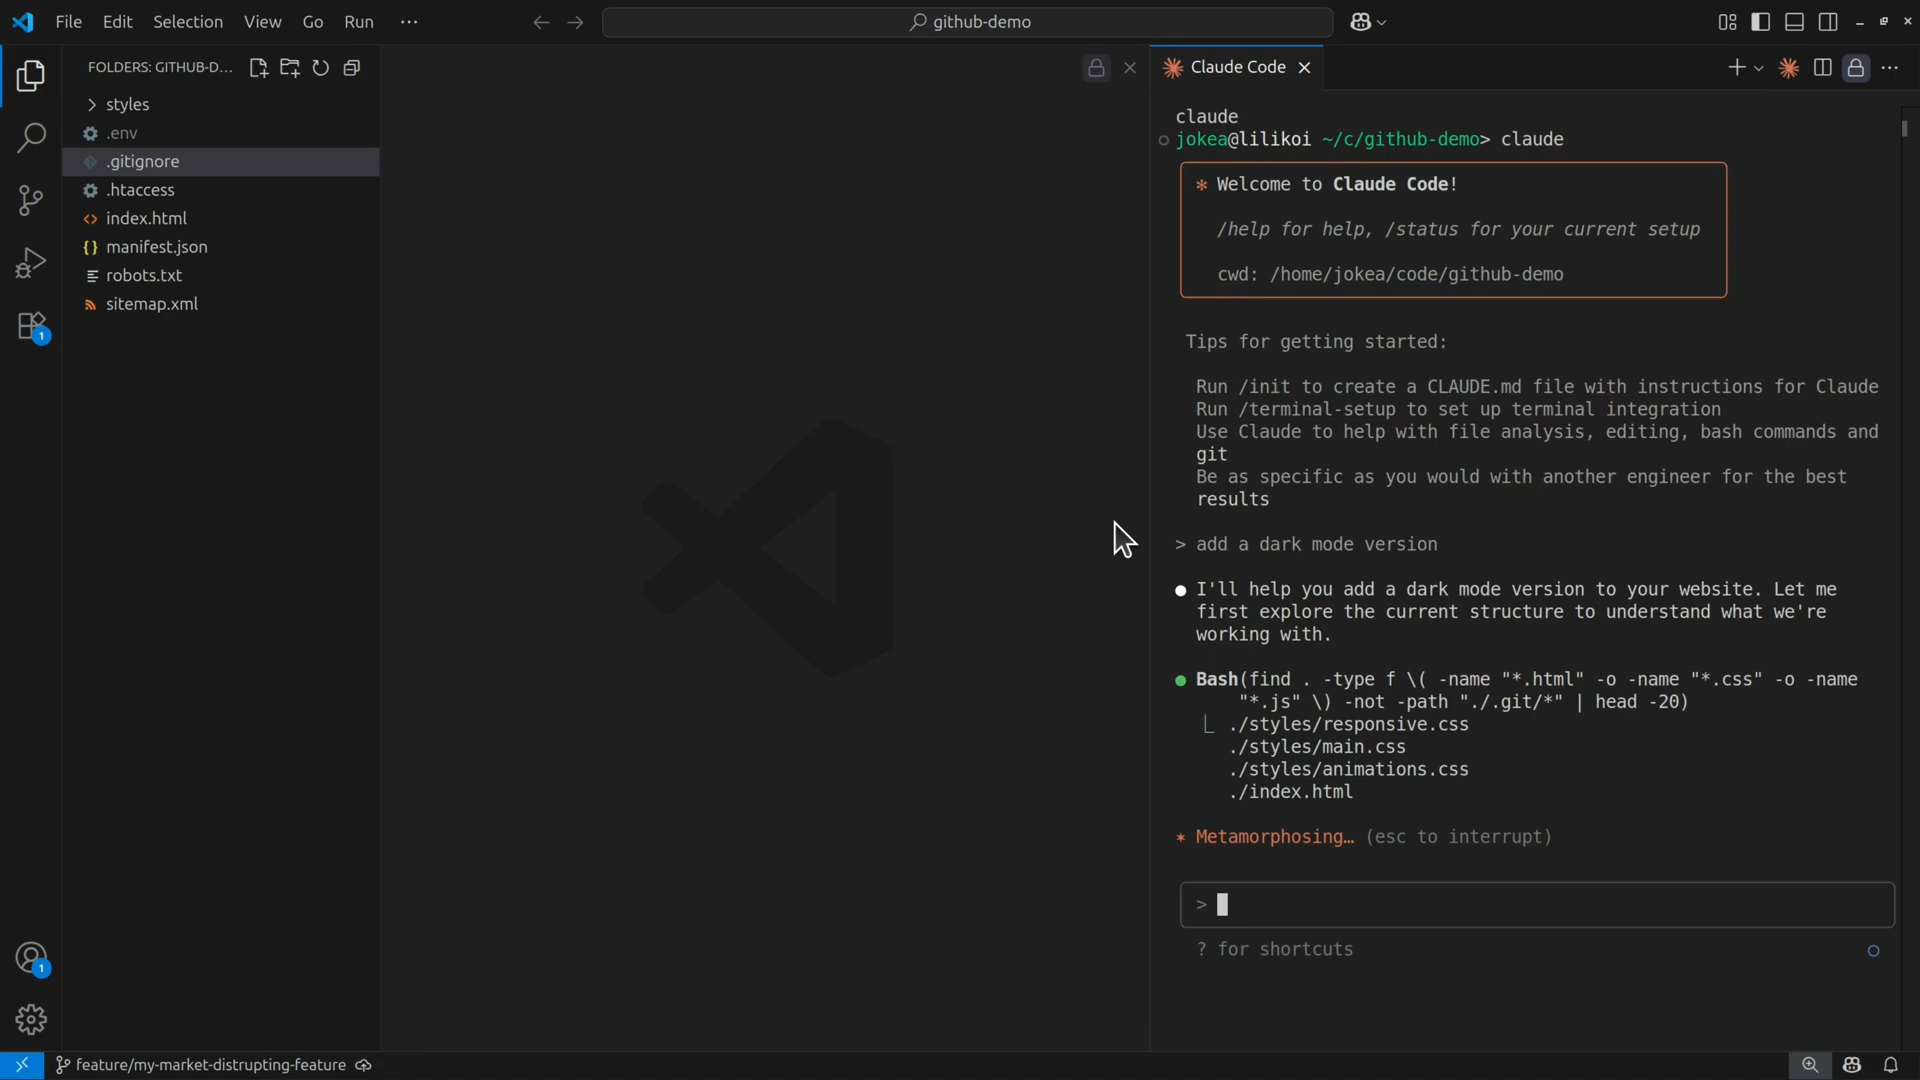 File Edit Selection View Go Run ···
github-demo
FOLDERS: GITHUB-D...
styles
.env
.gitignore
.htaccess
index.html
manifest.json
robots.txt
sitemap.xml
1
1
Claude Code
claude
jokea@lilikoi ~/c/github-demo> claude
* Welcome to Claude Code!
/help for help, /status for your current setup
cwd: /home/jokea/code/github-demo
Tips for getting started:
Run /init to create a CLAUDE.md file with instructions for Claude
Run /terminal-setup to set up terminal integration
Use Claude to help with file analysis, editing, bash commands and
git
Be as specific as you would with another engineer for the best
results
> add a dark mode version
● I'll help you add a dark mode version to your website. Let me
first explore the current structure to understand what we're
working with.
● Bash(find . -type f \( -name "*.html" -o -name "*.css" -o -name
"*.js" \) -not -path "./.git/*" | head -20)
⎿ ./styles/responsive.css
./styles/main.css
./styles/animations.css
./index.html
* Metamorphosing… (esc to interrupt)
>
? for shortcuts
feature/my-market-distrupting-feature